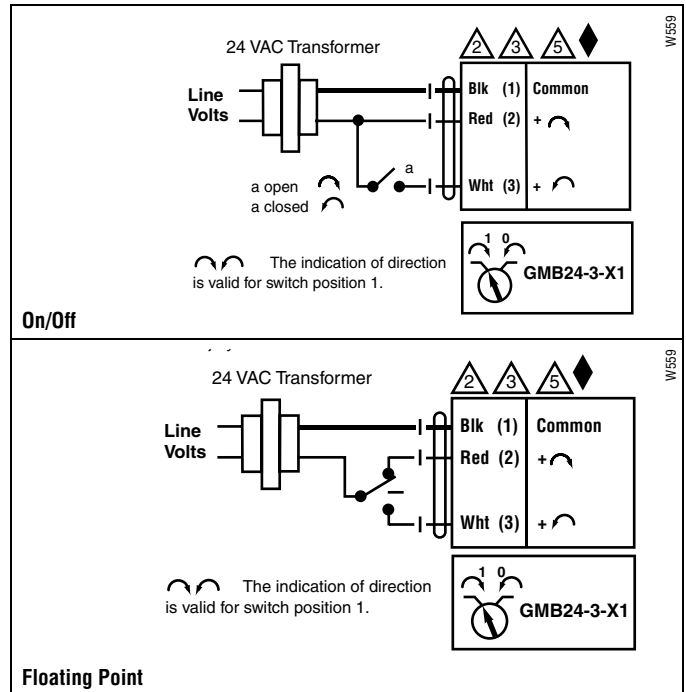 W559
24 VAC Transformer
2 3 5
Line
Volts
Blk (1) Common
Red (2) +
a
a open
a closed
Wht (3) +
The indication of direction
is valid for switch position 1.
1 0
GMB24-3-X1
On/Off
W559
24 VAC Transformer
2 3 5
Line
Volts
Blk (1) Common
Red (2) +
Wht (3) +
The indication of direction
is valid for switch position 1.
1 0
GMB24-3-X1
Floating Point